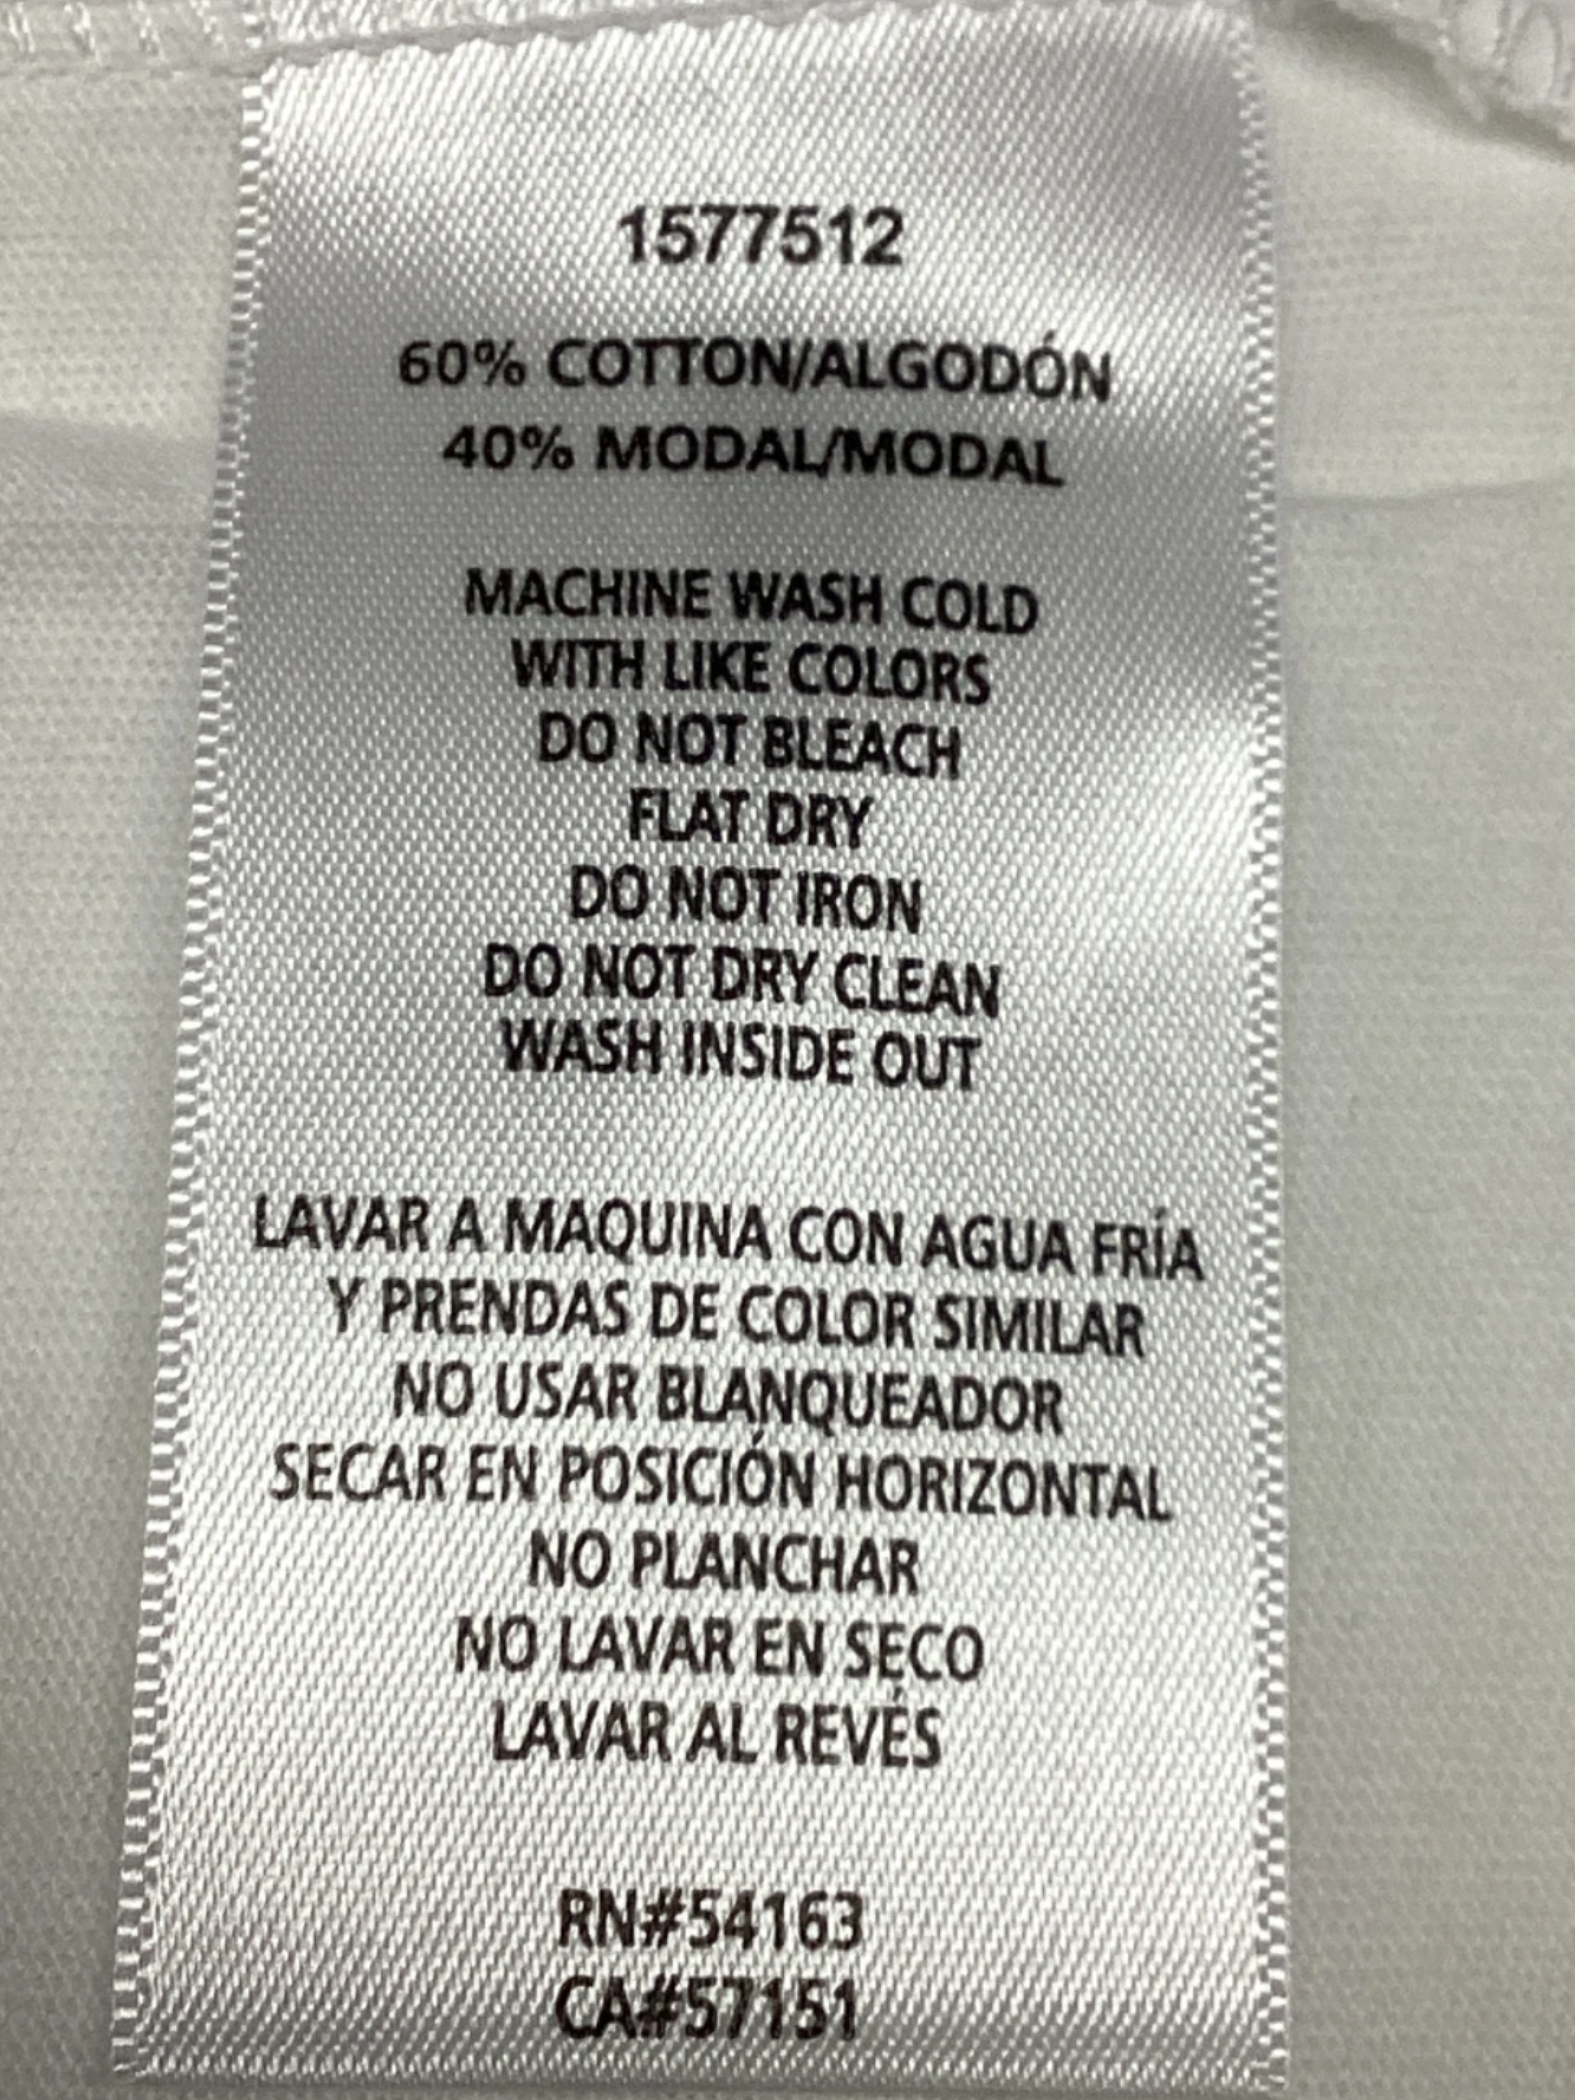 1577512
60% COTTON/ALGODÓN
40% MODAL/MODAL
MACHINE WASH COLD
WITH LIKE COLORS
DO NOT BLEACH
FLAT DRY
DO NOT IRON
DO NOT DRY CLEAN
WASH INSIDE OUT
LAVAR A MAQUINA CON AGUA FRÍA
Y PRENDAS DE COLOR SIMILAR
NO USAR BLANQUEADOR
SECAR EN POSICIÓN HORIZONTAL
NO PLANCHAR
NO LAVAR EN SECO
LAVAR AL REVÉS
RN#54163
CA#57151